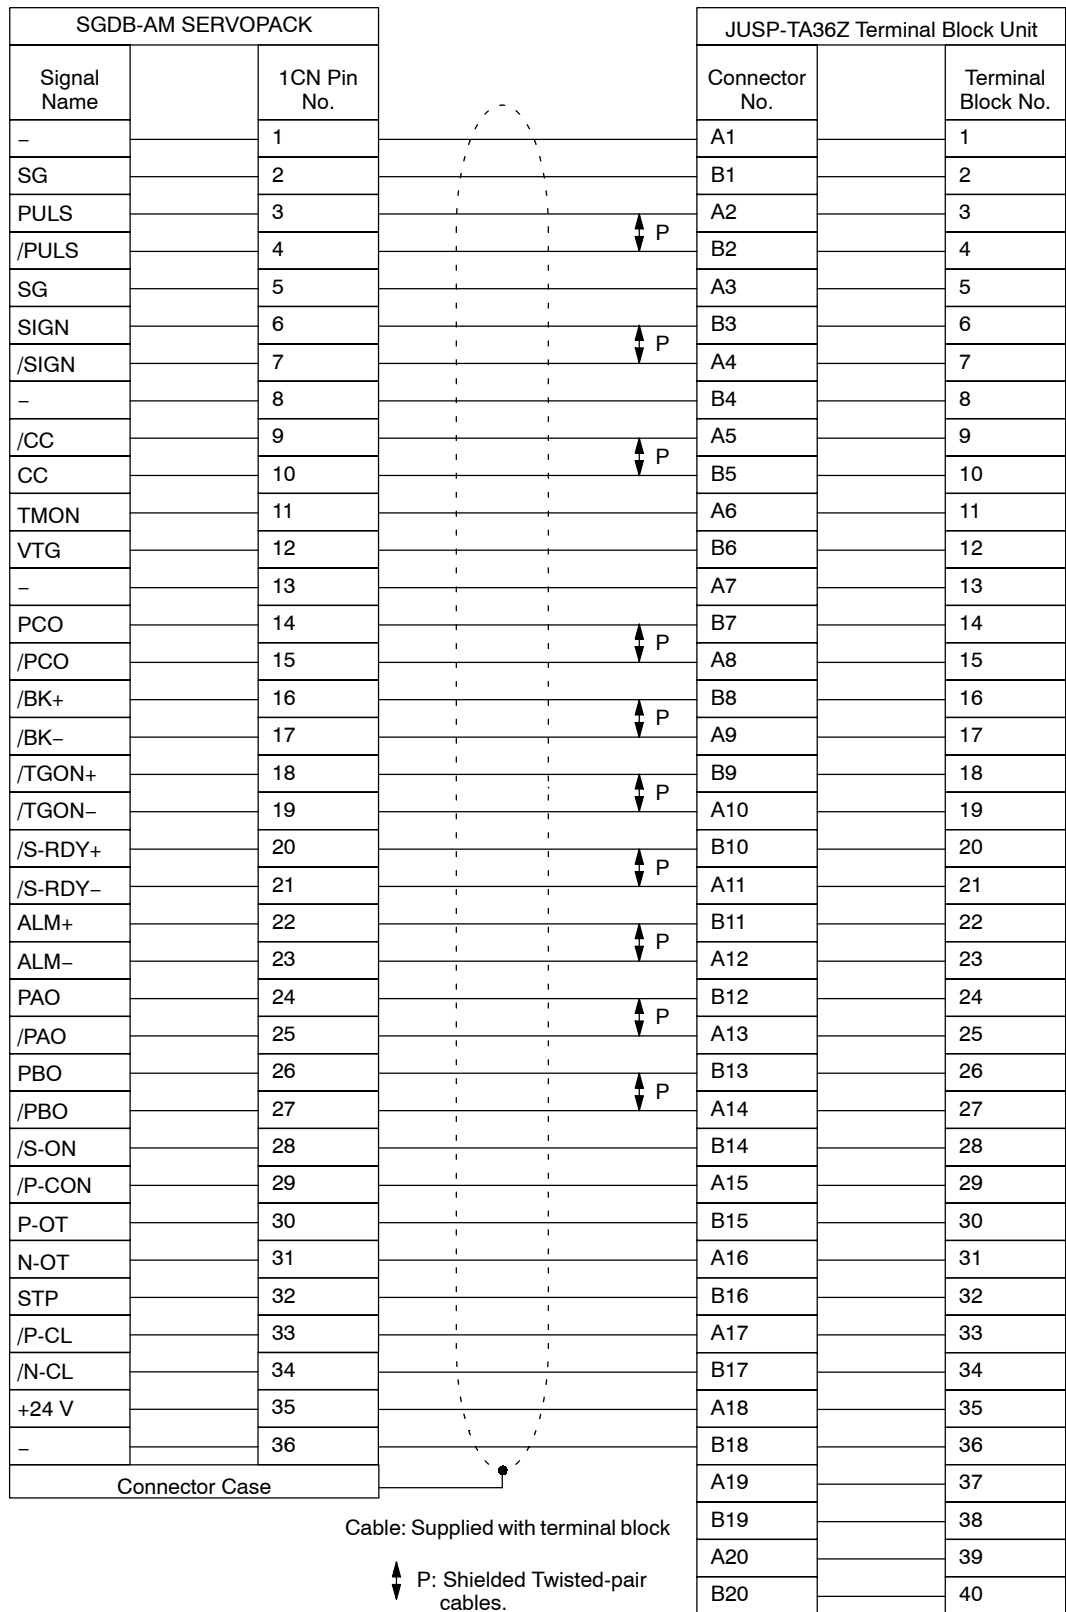 SGDB-AM SERVOPACK JUSP-TA36Z Terminal Block Unit
Signal Name 1CN Pin No. Connector No. Terminal Block No.
– 1 A1 1
SG 2 B1 2
PULS 3 A2 3
P
/PULS 4 B2 4
SG 5 A3 5
SIGN 6 B3 6
P
/SIGN 7 A4 7
– 8 B4 8
/CC 9 A5 9
P
CC 10 B5 10
TMON 11 A6 11
VTG 12 B6 12
– 13 A7 13
PCO 14 B7 14
P
/PCO 15 A8 15
/BK+ 16 B8 16
P
/BK– 17 A9 17
/TGON+ 18 B9 18
P
/TGON– 19 A10 19
/S-RDY+ 20 B10 20
P
/S-RDY– 21 A11 21
ALM+ 22 B11 22
P
ALM– 23 A12 23
PAO 24 B12 24
P
/PAO 25 A13 25
PBO 26 B13 26
P
/PBO 27 A14 27
/S-ON 28 B14 28
/P-CON 29 A15 29
P-OT 30 B15 30
N-OT 31 A16 31
STP 32 B16 32
/P-CL 33 A17 33
/N-CL 34 B17 34
+24 V 35 A18 35
– 36 B18 36
Connector Case A19 37
Cable: Supplied with terminal block B19 38
A20 39
P: Shielded Twisted-pair
cables. B20 40